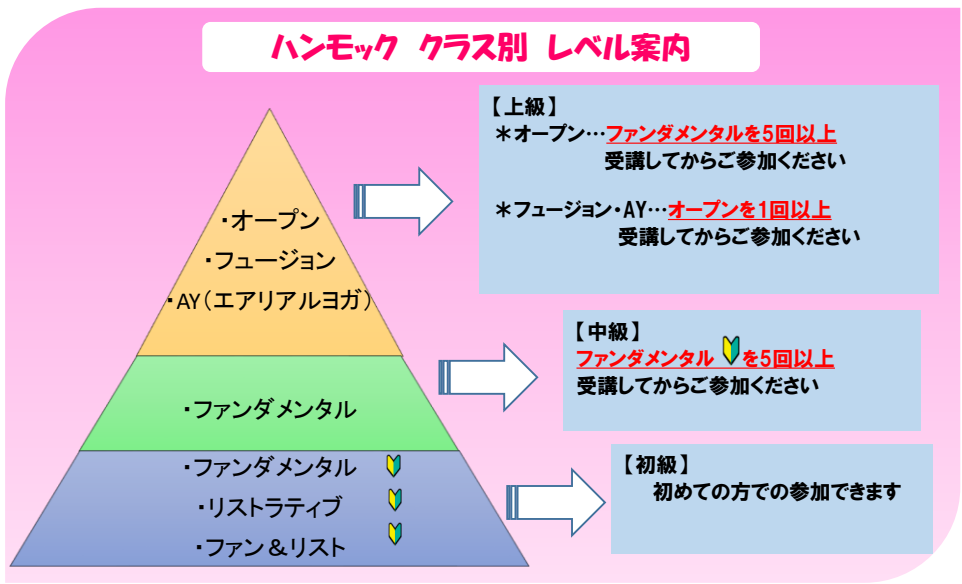 ハンモック クラス別 レベル案内
【上級】
＊オープン…ファンダメンタルを5回以上
受講してからご参加ください
＊フュージョン・AY…オープンを1回以上
受講してからご参加ください
・オープン
・フュージョン
・AY（エアリアルヨガ）
【中級】
ファンダメンタル🔰を5回以上
受講してからご参加ください
・ファンダメンタル
【初級】
初めての方での参加できます
・ファンダメンタル 🔰
・リストラティブ 🔰
・ファン＆リスト 🔰